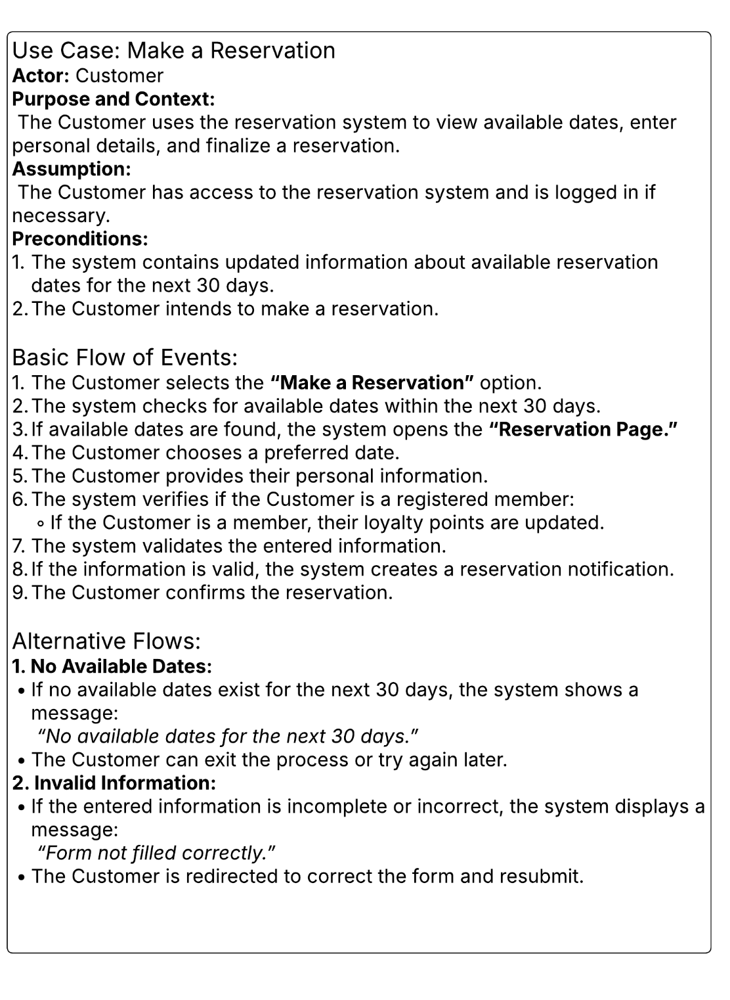 Use Case: Make a Reservation
Actor: Customer
Purpose and Context:
The Customer uses the reservation system to view available dates, enter
personal details, and finalize a reservation.
Assumption:
The Customer has access to the reservation system and is logged in if
necessary.
Preconditions:
1. The system contains updated information about available reservation
dates for the next 30 days.
2. The Customer intends to make a reservation.
Basic Flow of Events:
1. The Customer selects the “Make a Reservation” option.
2. The system checks for available dates within the next 30 days.
3. If available dates are found, the system opens the “Reservation Page.”
4. The Customer chooses a preferred date.
5. The Customer provides their personal information.
6. The system verifies if the Customer is a registered member:
◦ If the Customer is a member, their loyalty points are updated.
7. The system validates the entered information.
8. If the information is valid, the system creates a reservation notification.
9. The Customer confirms the reservation.
Alternative Flows:
1. No Available Dates:
• If no available dates exist for the next 30 days, the system shows a
message:
“No available dates for the next 30 days.”
• The Customer can exit the process or try again later.
2. Invalid Information:
• If the entered information is incomplete or incorrect, the system displays a
message:
“Form not filled correctly.”
• The Customer is redirected to correct the form and resubmit.